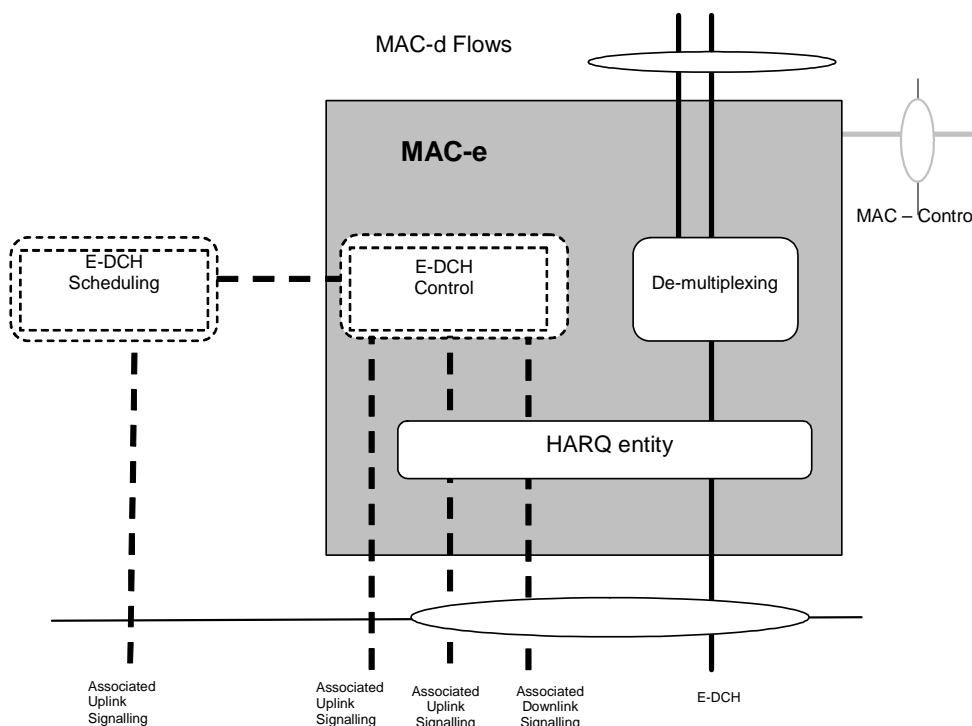 MAC-d Flows
MAC-e
MAC – Control
E-DCH
Scheduling
E-DCH
Control
De-multiplexing
HARQ entity
Associated
Uplink
Signalling
Associated
Uplink
Signalling
Associated
Uplink
Signalling
Associated
Downlink
Signalling
E-DCH